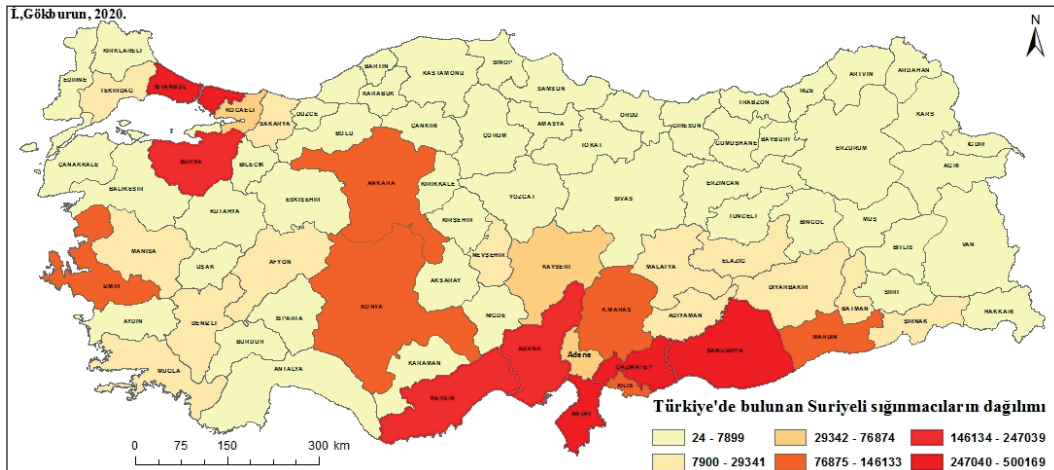 İ,Gökburun, 2020.
N
KIRKLARELİ
EDİRNE
TEKİRDAĞ
İSTANBUL
KOCAELİ
SAKARYA
DÜZCE
BOLU
BARTIN
KARABÜK
KASTAMONU
SİNOP
SAMSUN
ÇANKIRI
ÇORUM
AMASYA
TOKAT
ORDU
GİRESUN
TRABZON
RİZE
ARTVİN
ARDAHAN
KARS
GÜMÜŞHANE
BAYBURT
ERZURUM
IĞDIR
AĞRI
ÇANAKKALE
BALIKESİR
BURSA
BİLECİK
KÜTAHYA
ESKİŞEHİR
ANKARA
KIRIKKALE
KIRŞEHİR
YOZGAT
SİVAS
ERZİNCAN
TUNCELİ
BİNGÖL
MUŞ
BİTLİS
VAN
MANİSA
UŞAK
AFYON
İZMİR
AYDIN
DENİZLİ
MUĞLA
BURDUR
ISPARTA
ANTALYA
KONYA
AKSARAY
NEVŞEHİR
KAYSERİ
NİĞDE
KARAMAN
MERSİN
ADANA
Adana
K.MARAŞ
MALATYA
ELAZIĞ
ADIYAMAN
DİYARBAKIR
BATMAN
SİİRT
ŞIRNAK
HAKKARİ
MARDİN
ŞANLIURFA
GAZİANTEP
KİLİS
HATAY
0 75 150 300 km
Türkiye'de bulunan Suriyeli sığınmacıların dağılımı
24 - 7899
29342 - 76874
146134 - 247039
7900 - 29341
76875 - 146133
247040 - 500169